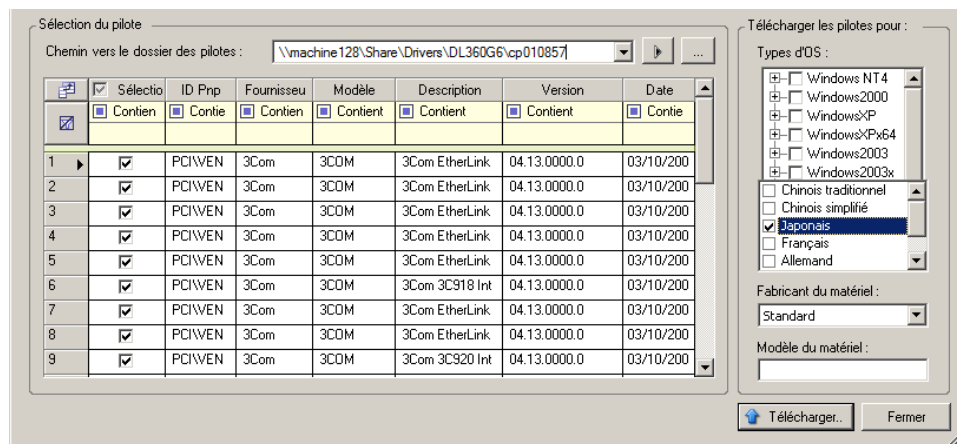 Sélection du pilote
Chemin vers le dossier des pilotes : \\machine128\Share\Drivers\DL360G6\cp010857 ...
Sélectio ID Pnp Fournisseu Modèle Description Version Date
Contien Contie Contien Contient Contient Contient Contie
1 PCI\VEN 3Com 3COM 3Com EtherLink 04.13.0000.0 03/10/200
2 PCI\VEN 3Com 3COM 3Com EtherLink 04.13.0000.0 03/10/200
3 PCI\VEN 3Com 3COM 3Com EtherLink 04.13.0000.0 03/10/200
4 PCI\VEN 3Com 3COM 3Com EtherLink 04.13.0000.0 03/10/200
5 PCI\VEN 3Com 3COM 3Com EtherLink 04.13.0000.0 03/10/200
6 PCI\VEN 3Com 3COM 3Com 3C918 Int 04.13.0000.0 03/10/200
7 PCI\VEN 3Com 3COM 3Com EtherLink 04.13.0000.0 03/10/200
8 PCI\VEN 3Com 3COM 3Com EtherLink 04.13.0000.0 03/10/200
9 PCI\VEN 3Com 3COM 3Com 3C920 Int 04.13.0000.0 03/10/200
Télécharger les pilotes pour :
Types d'OS :
Windows NT4
Windows2000
WindowsXP
WindowsXPx64
Windows2003
Windows2003x
Chinois traditionnel
Chinois simplifié
Japonais
Français
Allemand
Fabricant du matériel :
Standard
Modèle du matériel :
Télécharger.. Fermer